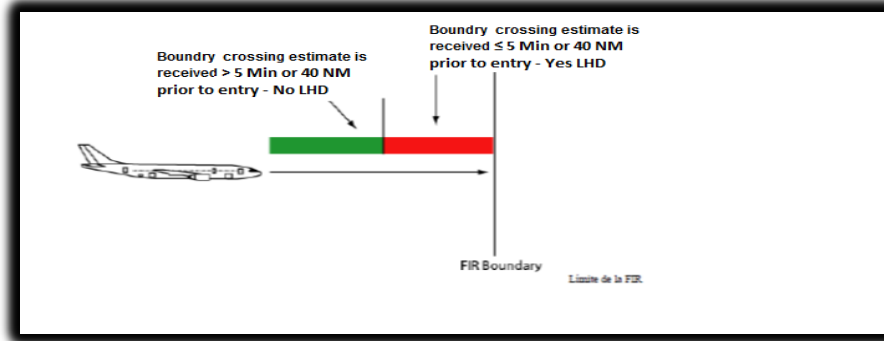 Boundry crossing estimate is
received > 5 Min or 40 NM
prior to entry - No LHD
Boundry crossing estimate is
received ≤ 5 Min or 40 NM
prior to entry - Yes LHD
FIR Boundary
Límite de la FIR